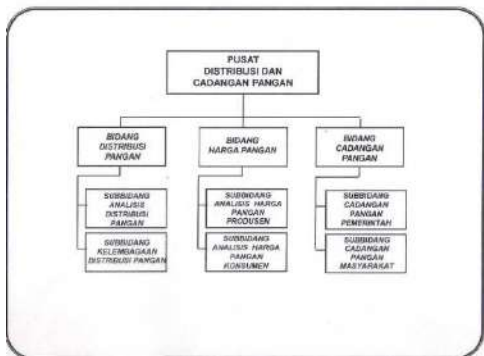 PUSAT
DISTRIBUSI DAN
CADANGAN PANGAN
BIDANG
DISTRIBUSI
PANGAN
BIDANG
HARGA PANGAN
BIDANG
CADANGAN
PANGAN
SUBBIDANG
ANALISIS
DISTRIBUSI
PANGAN
SUBBIDANG
KELEMBAGAAN
DISTRIBUSI PANGAN
SUBBIDANG
ANALISIS HARGA
PANGAN
PRODUSEN
SUBBIDANG
ANALISIS HARGA
PANGAN
KONSUMEN
SUBBIDANG
CADANGAN
PANGAN
PEMERINTAH
SUBBIDANG
CADANGAN
PANGAN
MASYARAKAT